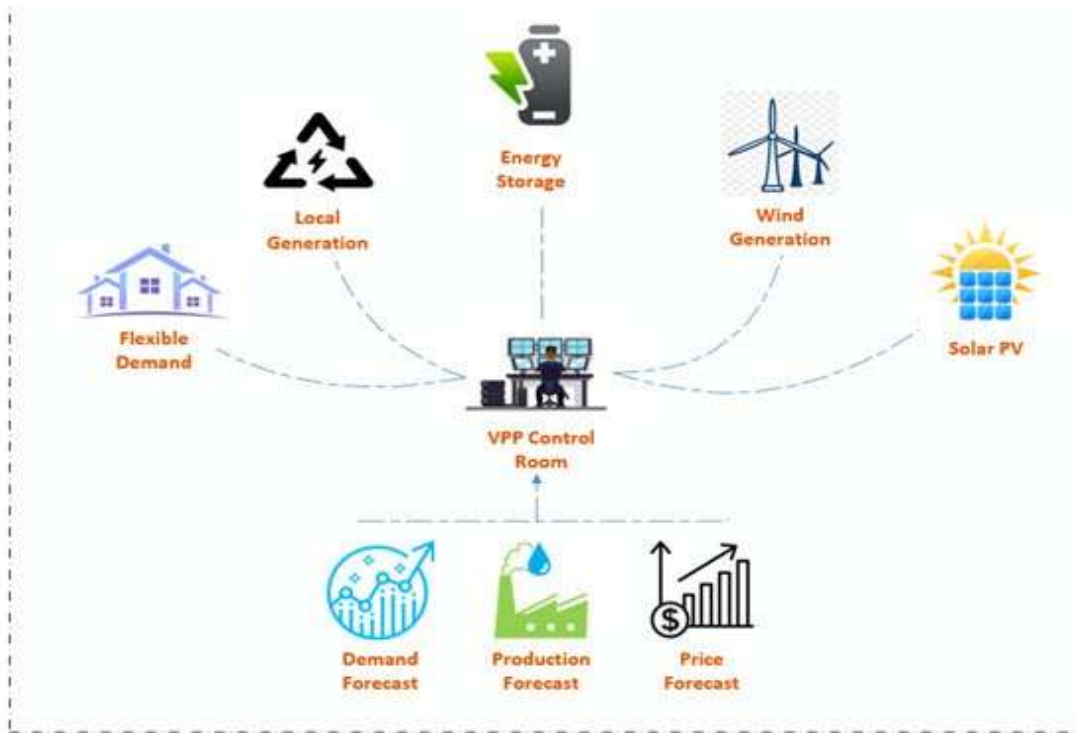 Energy
Storage
Local
Generation
Wind
Generation
Flexible
Demand
Solar PV
VPP Control
Room
Demand
Forecast
Production
Forecast
$
Price
Forecast